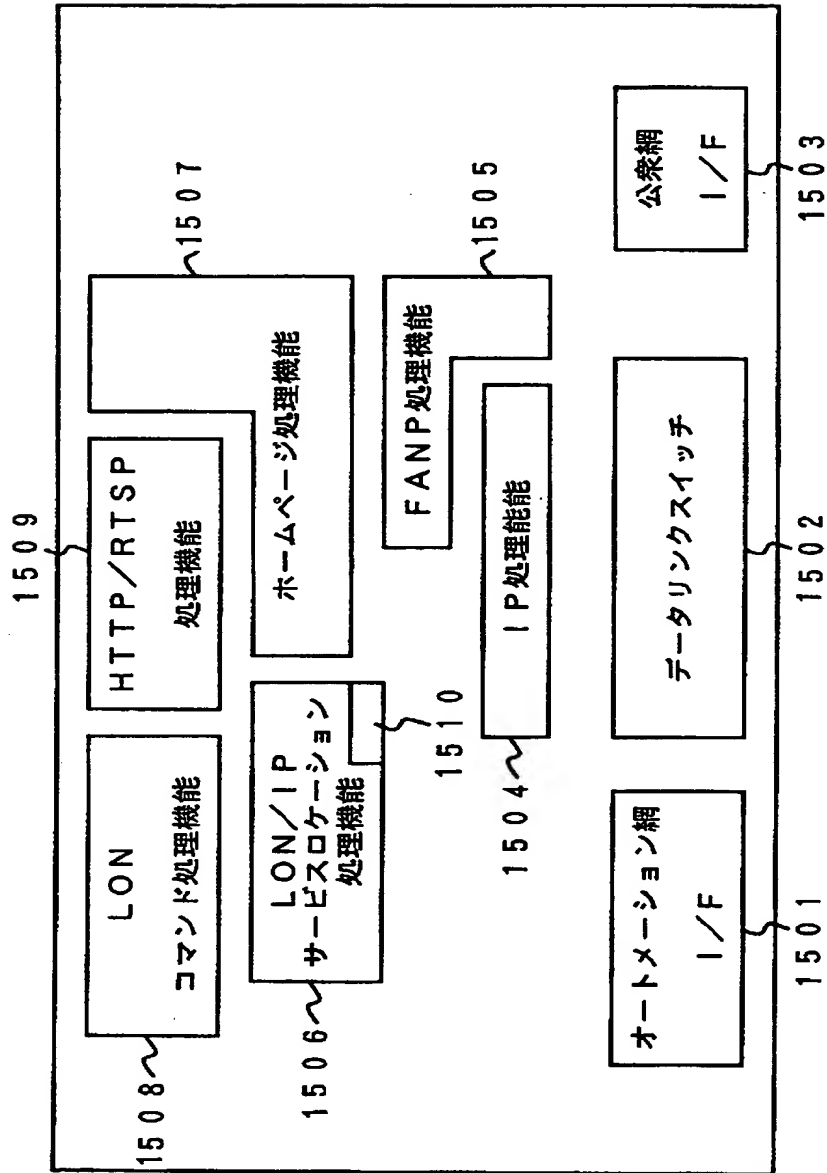 1509
LON
コマンド処理機能
HTTP/RTSP
処理機能
1507
1508
LON/IP
サービスロケーション
処理機能
ホームページ処理機能
1506
1510
FANP処理機能
1505
1504
IP処理能能
オートメーション網
I/F
データリンクスイッチ
公衆網
I/F
1501
1502
1503